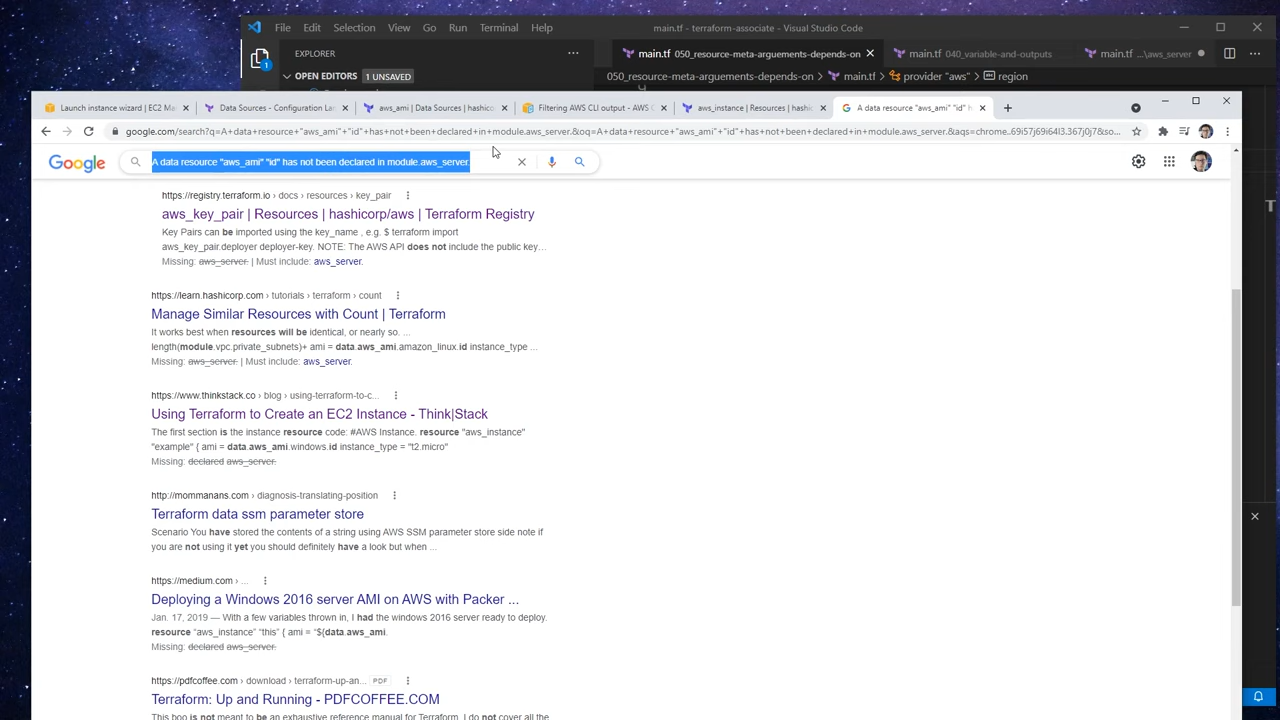 File Edit Selection View Go Run Terminal Help main.tf - terraform-associate - Visual Studio Code
EXPLORER ... main.tf 050_resource-meta-arguements-depends-on main.tf 040_variable-and-outputs main.tf ...\aws_server
OPEN EDITORS 1 UNSAVED 050_resource-meta-arguements-depends-on > main.tf > provider "aws" > region
1
Launch instance wizard | EC2 Ma Data Sources - Configuration Lan aws_ami | Data Sources | hashico Filtering AWS CLI output - AWS C aws_instance | Resources | hashic A data resource "aws_ami" "id" h
google.com/search?q=A+data+resource+"aws_ami"+"id"+has+not+been+declared+in+module.aws_server.&oq=A+data+resource+"aws_ami"+"id"+has+not+been+declared+in+module.aws_server.&aqs=chrome..69i57j69i64l3.367j0j7&so...
Google A data resource "aws_ami" "id" has not been declared in module.aws_server.
https://registry.terraform.io › docs › resources › key_pair
aws_key_pair | Resources | hashicorp/aws | Terraform Registry
Key Pairs can be imported using the key_name , e.g. $ terraform import
aws_key_pair.deployer deployer-key. NOTE: The AWS API does not include the public key...
Missing: aws_server. | Must include: aws_server.
https://learn.hashicorp.com › tutorials › terraform › count
Manage Similar Resources with Count | Terraform
It works best when resources will be identical, or nearly so. ...
length(module.vpc.private_subnets)+ ami = data.aws_ami.amazon_linux.id instance_type ...
Missing: aws_server. | Must include: aws_server.
https://www.thinkstack.co › blog › using-terraform-to-c...
Using Terraform to Create an EC2 Instance - Think|Stack
The first section is the instance resource code: #AWS Instance. resource "aws_instance"
"example" { ami = data.aws_ami.windows.id instance_type = "t2.micro"
Missing: declared aws_server.
http://mommanans.com › diagnosis-translating-position
Terraform data ssm parameter store
Scenario You have stored the contents of a string using AWS SSM parameter store side note if
you are not using it yet you should definitely have a look but when ...
https://medium.com › ...
Deploying a Windows 2016 server AMI on AWS with Packer ...
Jan. 17, 2019 — With a few variables thrown in, I had the windows 2016 server ready to deploy.
resource “aws_instance” “this” { ami = “${data.aws_ami.
Missing: declared aws_server.
https://pdfcoffee.com › download › terraform-up-an... PDF
Terraform: Up and Running - PDFCOFFEE.COM
This boo is not meant to be an exhaustive reference manual for Terraform. I do not cover all the